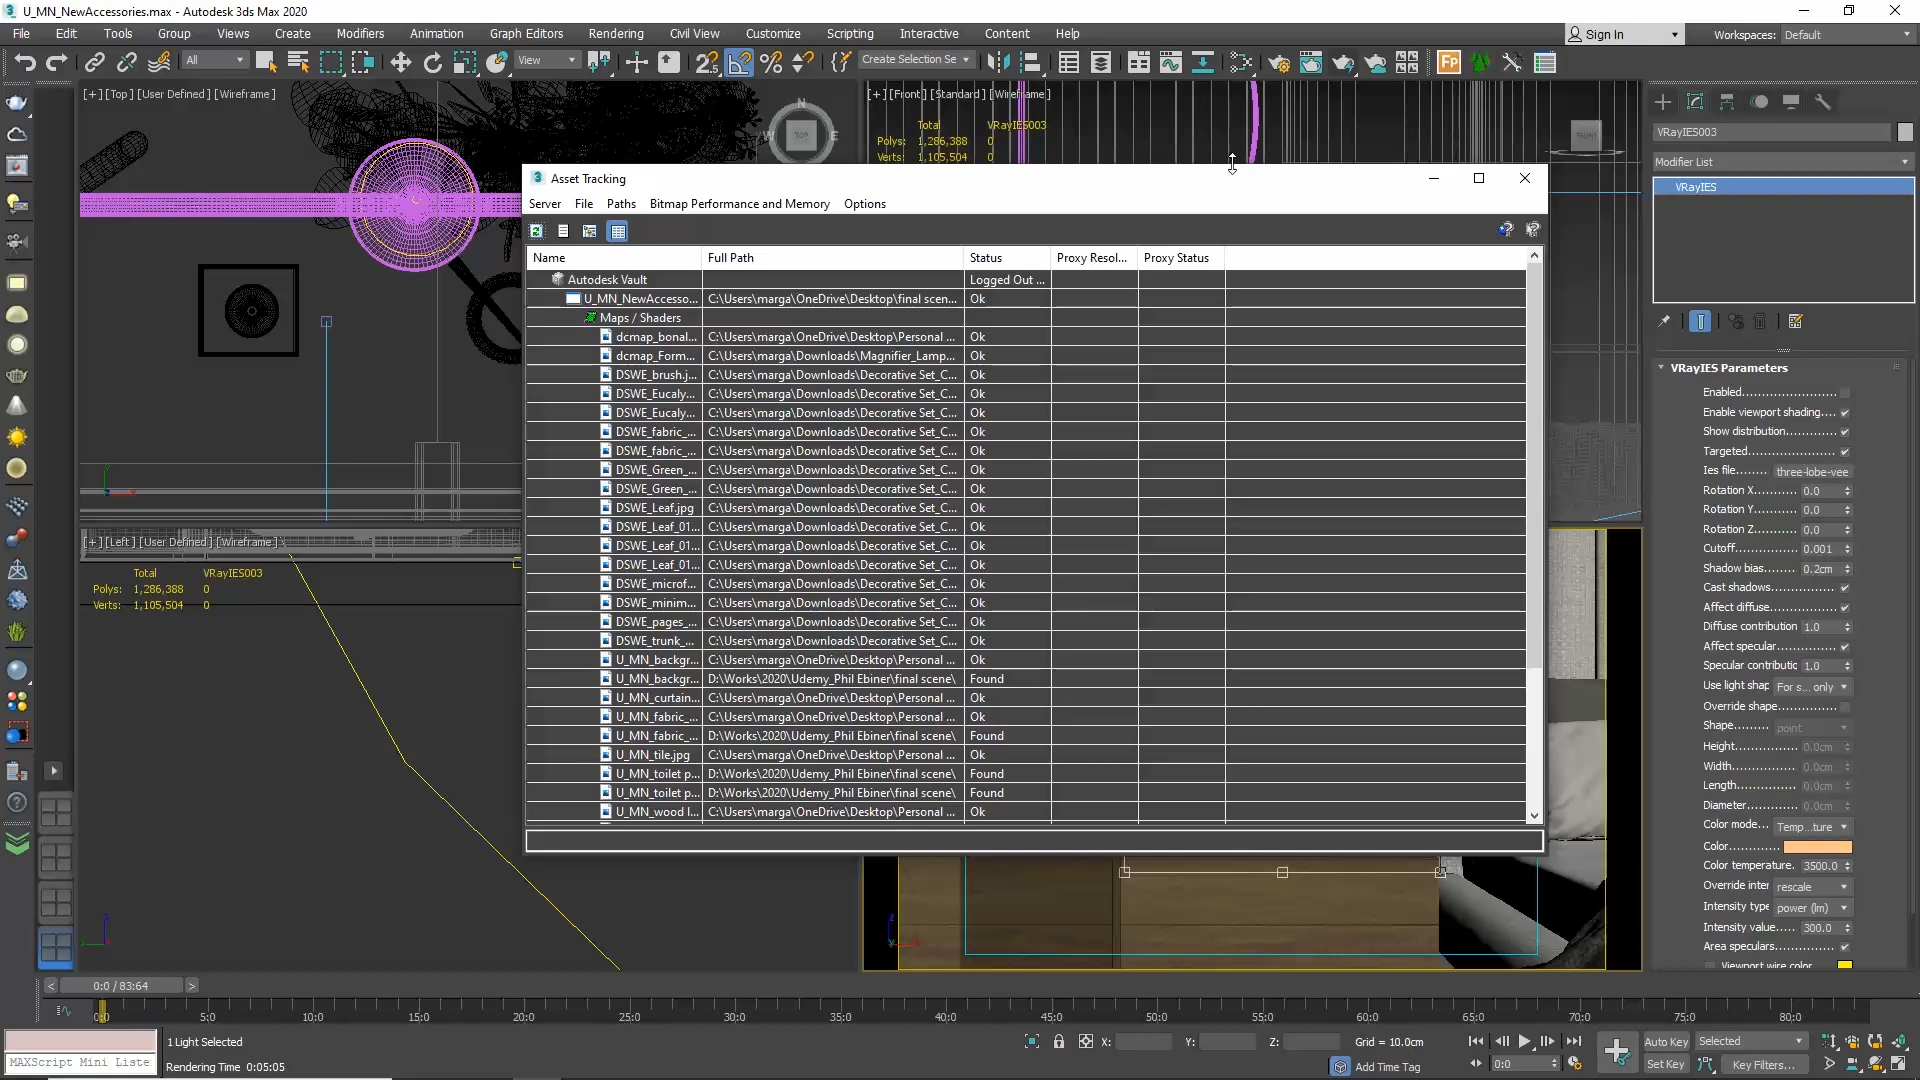 U_MN_NewAccessories.max - Autodesk 3ds Max 2020
File Edit Tools Group Views Create Modifiers Animation Graph Editors Rendering Civil View Customize Scripting Interactive Content Help
Sign In
Workspaces: Default
All
View
Create Selection Se
[+] [Top] [User Defined] [Wireframe]
[+] [Front] [Standard] [Wireframe]
Total VRayIES003
Polys: 1,286,388 0
Verts: 1,105,504 0
N
W
TOP
E
FRONT
VRayIES003
Modifier List
VRayIES
Asset Tracking
Server File Paths Bitmap Performance and Memory Options
Name Full Path Status Proxy Resol... Proxy Status
Autodesk Vault Logged Out ...
U_MN_NewAccesso... C:\Users\marga\OneDrive\Desktop\final scen... Ok
Maps / Shaders
dcmap_bonal... C:\Users\marga\OneDrive\Desktop\Personal ... Ok
dcmap_Form... C:\Users\marga\Downloads\Magnifier_Lamp... Ok
DSWE_brush.j... C:\Users\marga\Downloads\Decorative Set_C... Ok
DSWE_Eucaly... C:\Users\marga\Downloads\Decorative Set_C... Ok
DSWE_Eucaly... C:\Users\marga\Downloads\Decorative Set_C... Ok
DSWE_fabric_... C:\Users\marga\Downloads\Decorative Set_C... Ok
DSWE_fabric_... C:\Users\marga\Downloads\Decorative Set_C... Ok
DSWE_Green_... C:\Users\marga\Downloads\Decorative Set_C... Ok
DSWE_Green_... C:\Users\marga\Downloads\Decorative Set_C... Ok
DSWE_Leaf.jpg C:\Users\marga\Downloads\Decorative Set_C... Ok
DSWE_Leaf_01... C:\Users\marga\Downloads\Decorative Set_C... Ok
DSWE_Leaf_01... C:\Users\marga\Downloads\Decorative Set_C... Ok
DSWE_Leaf_01... C:\Users\marga\Downloads\Decorative Set_C... Ok
DSWE_microf... C:\Users\marga\Downloads\Decorative Set_C... Ok
DSWE_minim... C:\Users\marga\Downloads\Decorative Set_C... Ok
DSWE_pages_... C:\Users\marga\Downloads\Decorative Set_C... Ok
DSWE_trunk_... C:\Users\marga\Downloads\Decorative Set_C... Ok
U_MN_backgr... C:\Users\marga\OneDrive\Desktop\Personal ... Ok
U_MN_backgr... D:\Works\2020\Udemy_Phil Ebiner\final scene\ Found
U_MN_curtain... C:\Users\marga\OneDrive\Desktop\Personal ... Ok
U_MN_fabric_... C:\Users\marga\OneDrive\Desktop\Personal ... Ok
U_MN_fabric_... D:\Works\2020\Udemy_Phil Ebiner\final scene\ Found
U_MN_tile.jpg C:\Users\marga\OneDrive\Desktop\Personal ... Ok
U_MN_toilet p... D:\Works\2020\Udemy_Phil Ebiner\final scene\ Found
U_MN_toilet p... D:\Works\2020\Udemy_Phil Ebiner\final scene\ Found
U_MN_wood l... C:\Users\marga\OneDrive\Desktop\Personal ... Ok
[+] [Left] [User Defined] [Wireframe]
Total VRayIES003
Polys: 1,286,388 0
Verts: 1,105,504 0
VRayIES Parameters
Enabled
Enable viewport shading
Show distribution
Targeted
Ies file three-lobe-vee
Rotation X 0.0
Rotation Y 0.0
Rotation Z 0.0
Cutoff 0.001
Shadow bias 0.2cm
Cast shadows
Affect diffuse
Diffuse contribution 1.0
Affect specular
Specular contributic 1.0
Use light shap For s... only
Override shape
Shape point
Height 0.0cm
Width 0.0cm
Length 0.0cm
Diameter 0.0cm
Color mode... Temp...ture
Color
Color temperature. 3500.0
Override inter rescale
Intensity type power (lm)
Intensity value 300.0
Area speculars
Viewport wire color
0:0 / 83:64
0:0 5:0 10:0 15:0 20:0 25:0 30:0 35:0 40:0 45:0 50:0 55:0 60:0 65:0 70:0 75:0 80:0
1 Light Selected
X: Y: Z: Grid = 10.0cm
Auto Key Selected
MAXScript Mini Liste
Rendering Time 0:05:05
Add Time Tag
0:0
Set Key Key Filters...